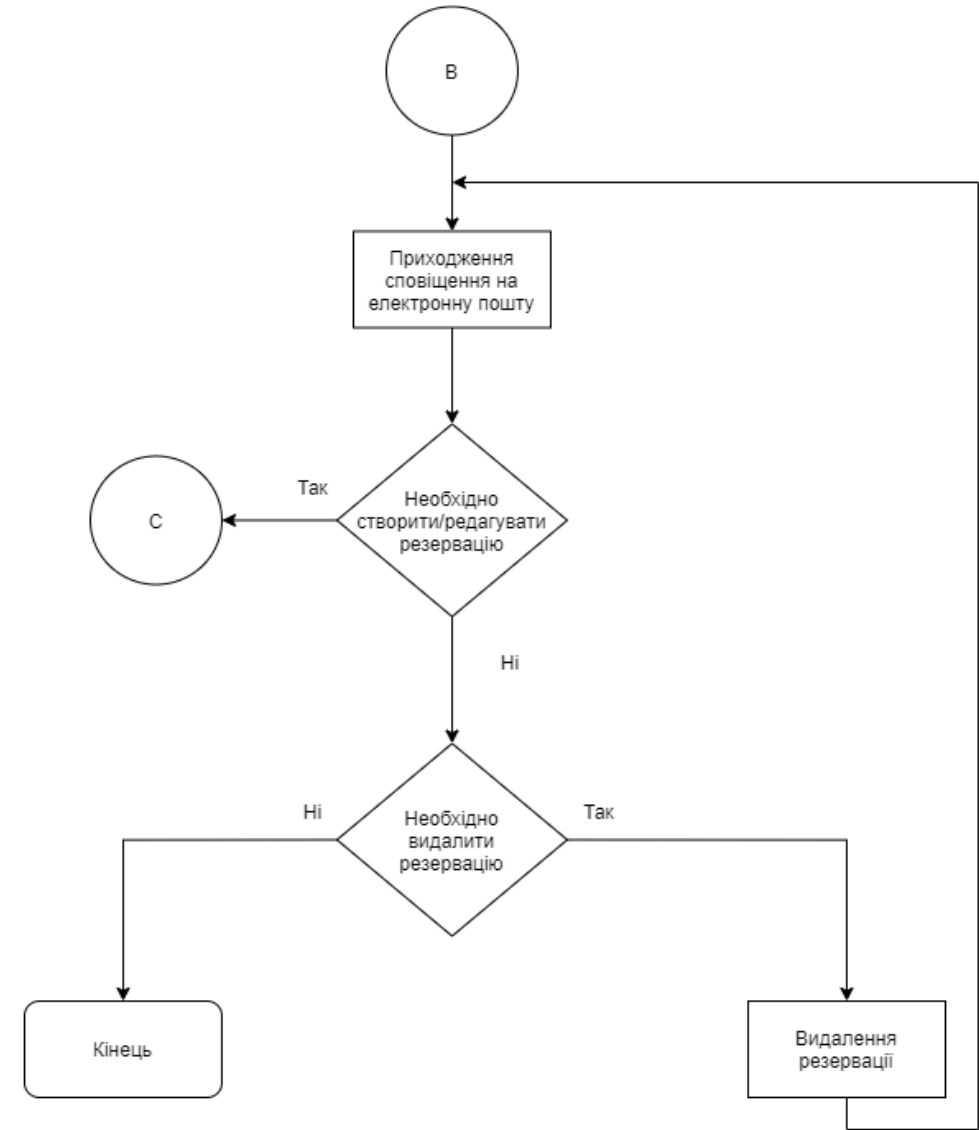 B
Приходження
сповіщення на
електронну пошту
Так
Необхідно
створити/редагувати
резервацію
C
Ні
Ні
Необхідно
видалити
резервацію
Так
Кінець
Видалення
резервації